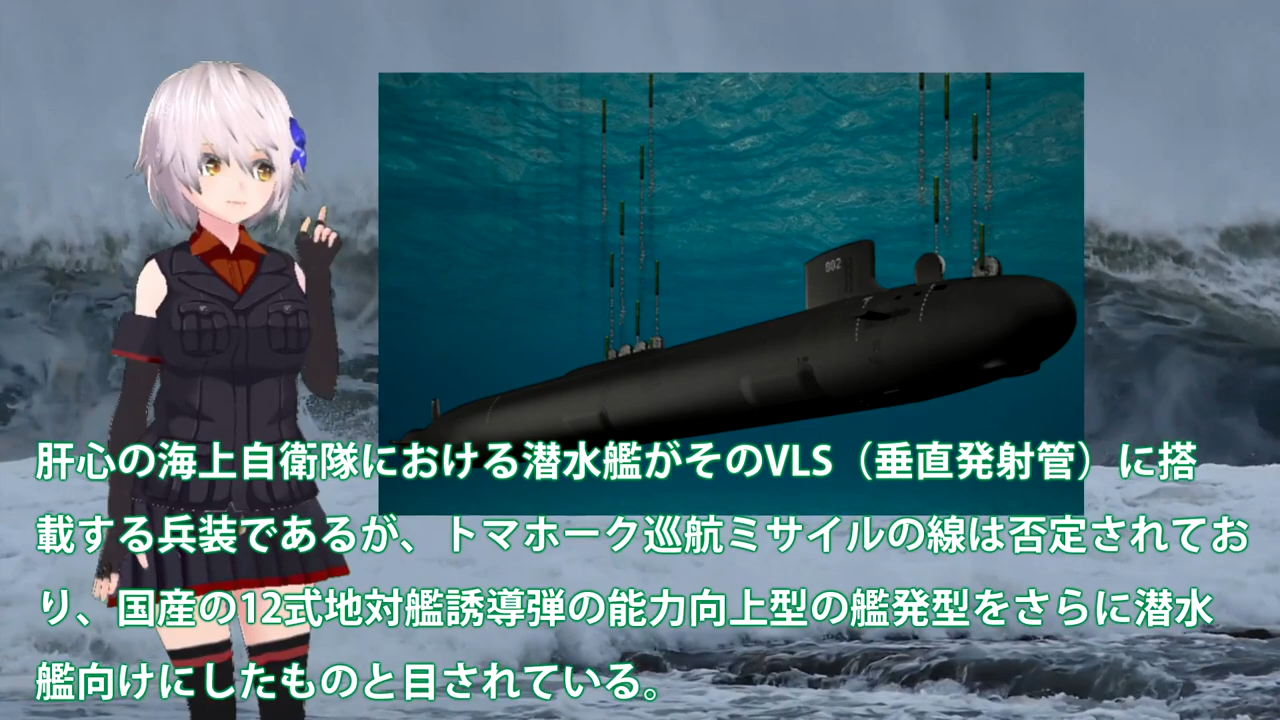 802
肝心の海上自衛隊における潜水艦がそのVLS（垂直発射管）に搭
載する兵装であるが、トマホーク巡航ミサイルの線は否定されてお
り、国産の12式地対艦誘導弾の能力向上型の艦発型をさらに潜水
艦向けにしたものと目されている。